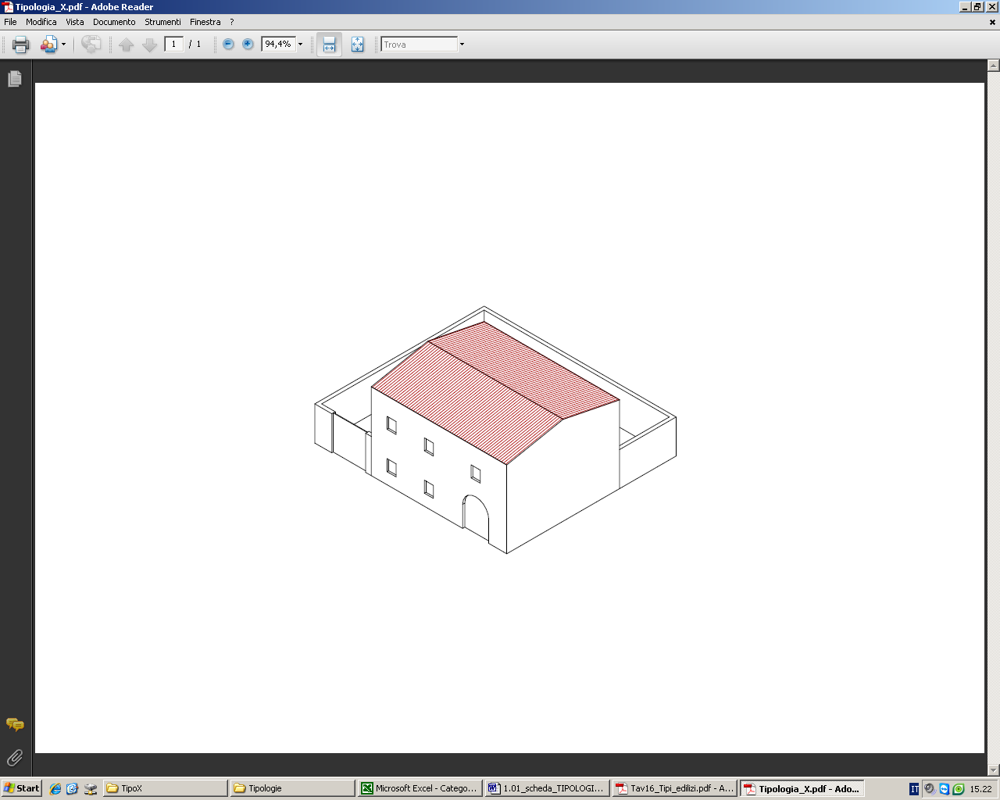 Tipologia_X.pdf - Adobe Reader
File Modifica Vista Documento Strumenti Finestra ?
1 / 1 94,4% Trova
Start TipoX Tipologie Microsoft Excel - Catego... 1.01_scheda_TIPOLOGI... Tav16_Tipi_edilizi.pdf - A... Tipologia_X.pdf - Ado... IT 15.22